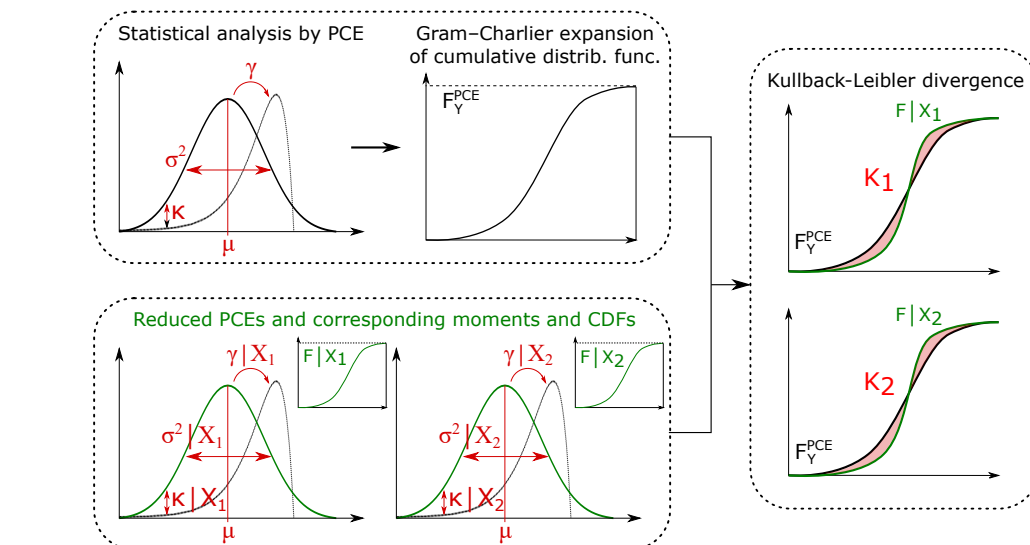 Statistical analysis by PCE
γ
σ²
κ
μ
Gram–Charlier expansion
of cumulative distrib. func.
F_Y^PCE
Reduced PCEs and corresponding moments and CDFs
γ|X₁
F|X₁
σ²|X₁
κ|X₁
μ
γ|X₂
F|X₂
σ²|X₂
κ|X₂
μ
Kullback-Leibler divergence
F|X₁
K₁
F_Y^PCE
F|X₂
K₂
F_Y^PCE